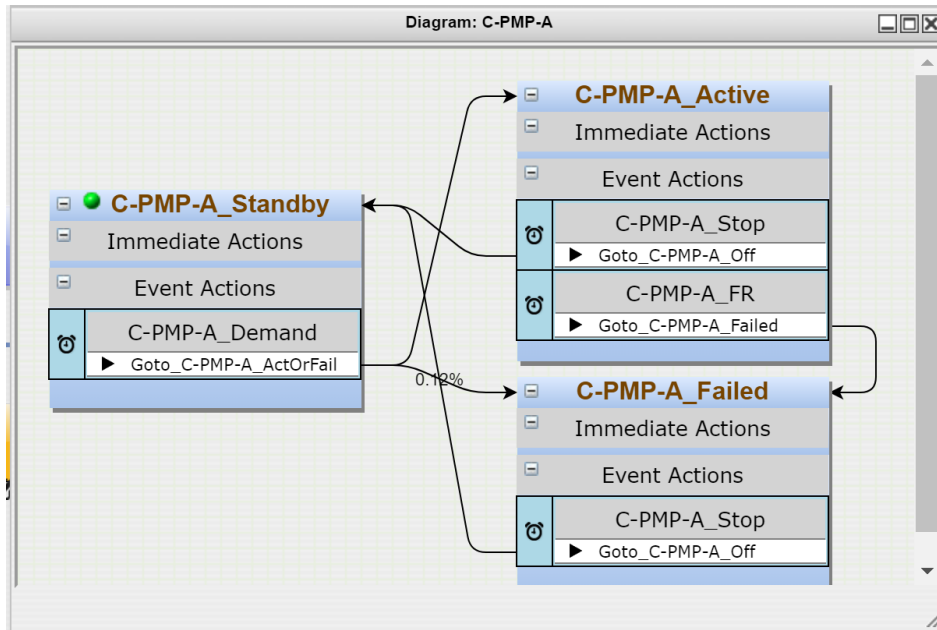 Diagram: C-PMP-A
C-PMP-A_Standby
Immediate Actions
Event Actions
C-PMP-A_Demand
Goto_C-PMP-A_ActOrFail
0.12%
C-PMP-A_Active
Immediate Actions
Event Actions
C-PMP-A_Stop
Goto_C-PMP-A_Off
C-PMP-A_FR
Goto_C-PMP-A_Failed
C-PMP-A_Failed
Immediate Actions
Event Actions
C-PMP-A_Stop
Goto_C-PMP-A_Off